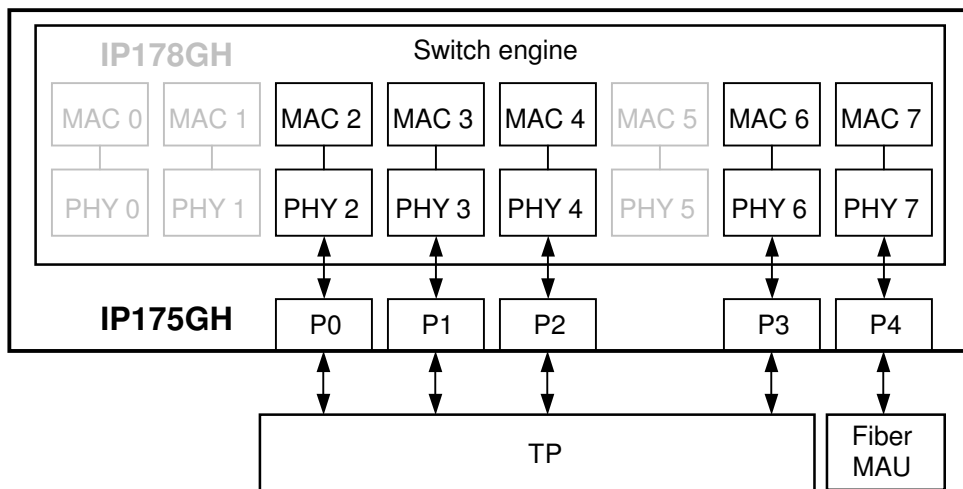 IP178GH Switch engine
MAC 0 MAC 1 MAC 2 MAC 3 MAC 4 MAC 5 MAC 6 MAC 7
PHY 0 PHY 1 PHY 2 PHY 3 PHY 4 PHY 5 PHY 6 PHY 7
IP175GH P0 P1 P2 P3 P4
TP
Fiber
MAU